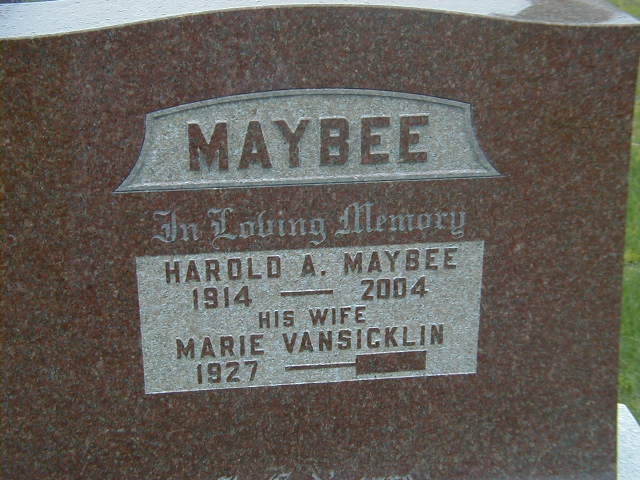 MAYBEE
In Loving Memory
HAROLD A. MAYBEE
1914 — 2004
HIS WIFE
MARIE VANSICKLIN
1927 —